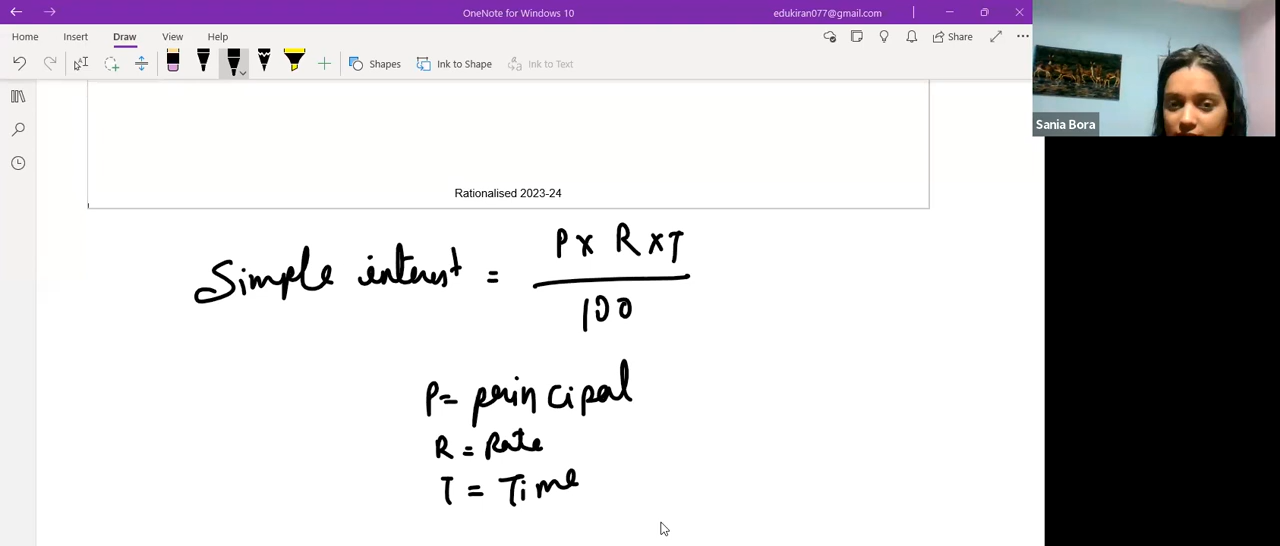 OneNote for Windows 10
edukiran077@gmail.com
Home Insert Draw View Help
Share
Shapes Ink to Shape Ink to Text
Sania Bora
Rationalised 2023-24
Simple interest = P x R x T
100
P = principal
R = Rate
T = Time